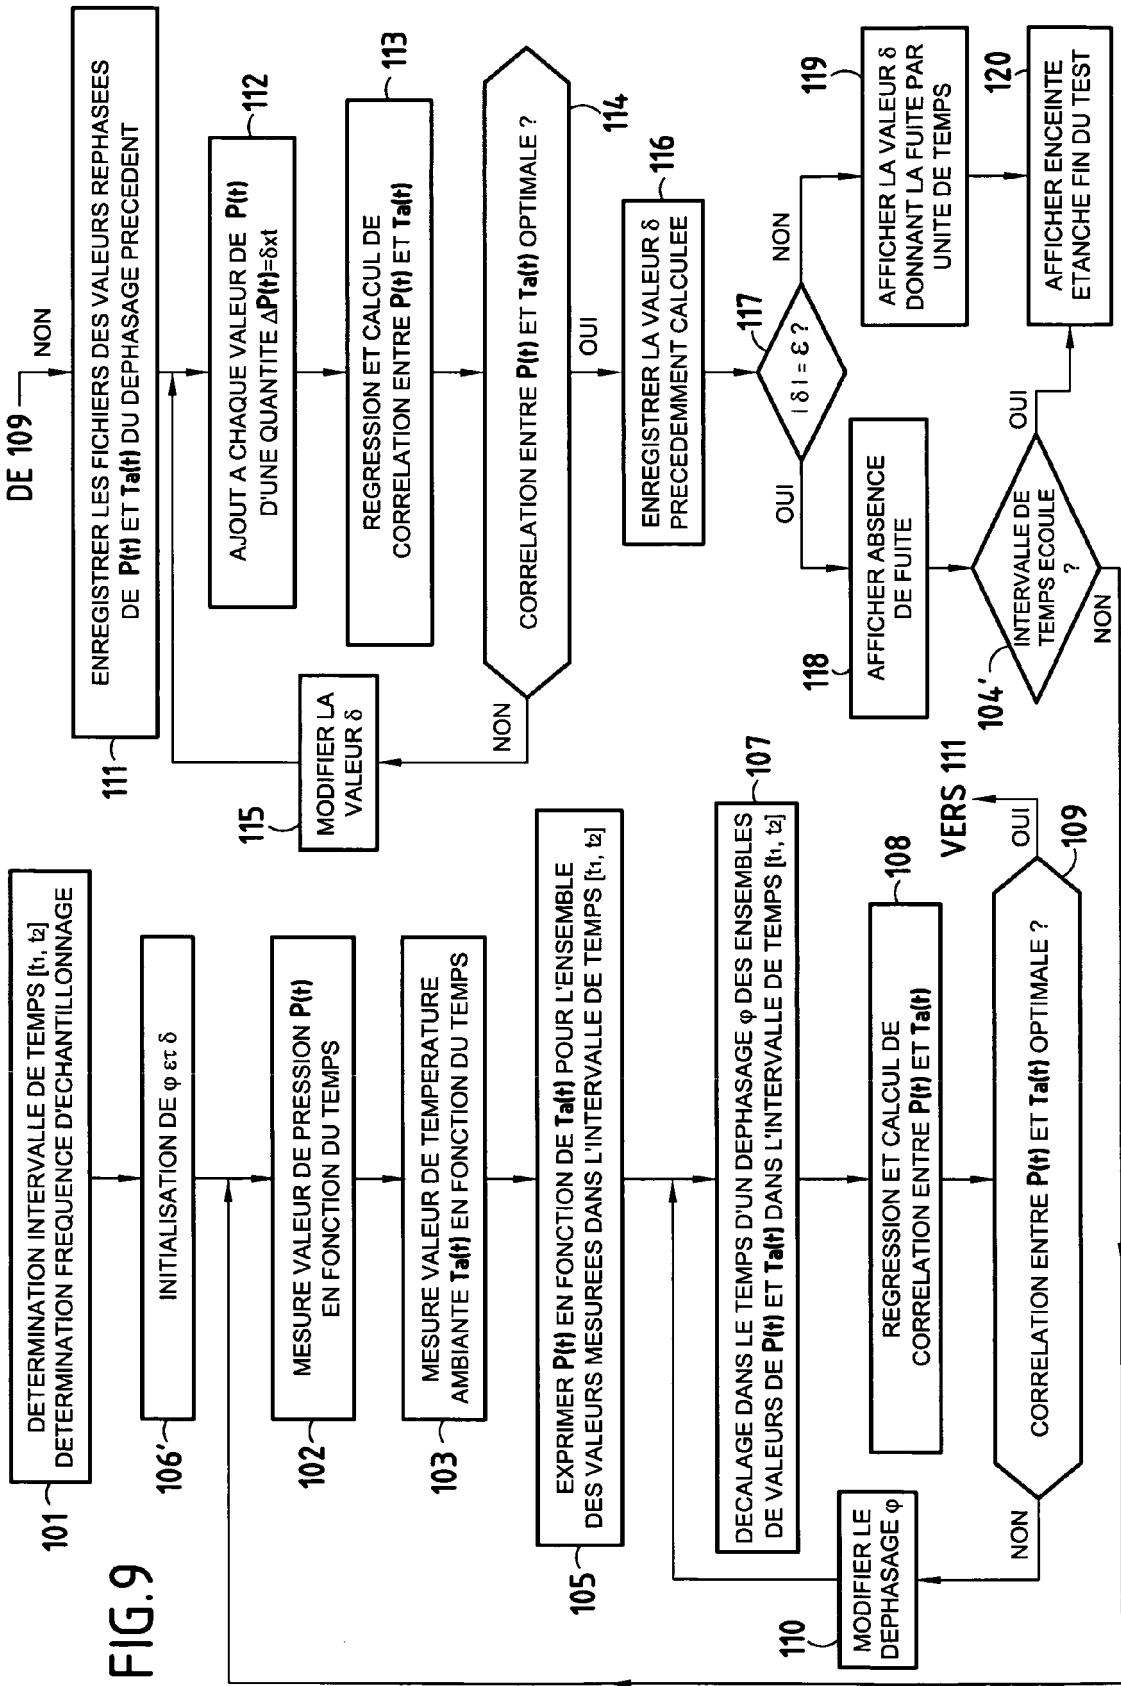 FIG.9
101
DETERMINATION INTERVALLE DE TEMPS [t1, t2]
DETERMINATION FREQUENCE D'ECHANTILLONNAGE
106'
INITIALISATION DE φ ετ δ
102
MESURE VALEUR DE PRESSION P(t)
EN FONCTION DU TEMPS
103
MESURE VALEUR DE TEMPERATURE
AMBIANTE Ta(t) EN FONCTION DU TEMPS
105
EXPRIMER P(t) EN FONCTION DE Ta(t) POUR L'ENSEMBLE
DES VALEURS MESUREES DANS L'INTERVALLE DE TEMPS [t1, t2]
107
DECALAGE DANS LE TEMPS D'UN DEPHASAGE φ DES ENSEMBLES
DE VALEURS DE P(t) ET Ta(t) DANS L'INTERVALLE DE TEMPS [t1, t2]
108
REGRESSION ET CALCUL DE
CORRELATION ENTRE P(t) ET Ta(t)
109
CORRELATION ENTRE P(t) ET Ta(t) OPTIMALE ?
NON
OUI
VERS 111
110
MODIFIER LE
DEPHASAGE φ
DE 109
NON
111
ENREGISTRER LES FICHIERS DES VALEURS REPHASEES
DE P(t) ET Ta(t) DU DEPHASAGE PRECEDENT
112
AJOUT A CHAQUE VALEUR DE P(t)
D'UNE QUANTITE ΔP(t)=δxt
113
REGRESSION ET CALCUL DE
CORRELATION ENTRE P(t) ET Ta(t)
114
CORRELATION ENTRE P(t) ET Ta(t) OPTIMALE ?
NON
OUI
115
MODIFIER LA
VALEUR δ
116
ENREGISTRER LA VALEUR δ
PRECEDEMMENT CALCULEE
117
| δ | = ε ?
OUI
NON
118
AFFICHER ABSENCE
DE FUITE
119
AFFICHER LA VALEUR δ
DONNANT LA FUITE PAR
UNITE DE TEMPS
104'
INTERVALLE DE
TEMPS ECOULE
?
OUI
NON
120
AFFICHER ENCEINTE
ETANCHE FIN DU TEST